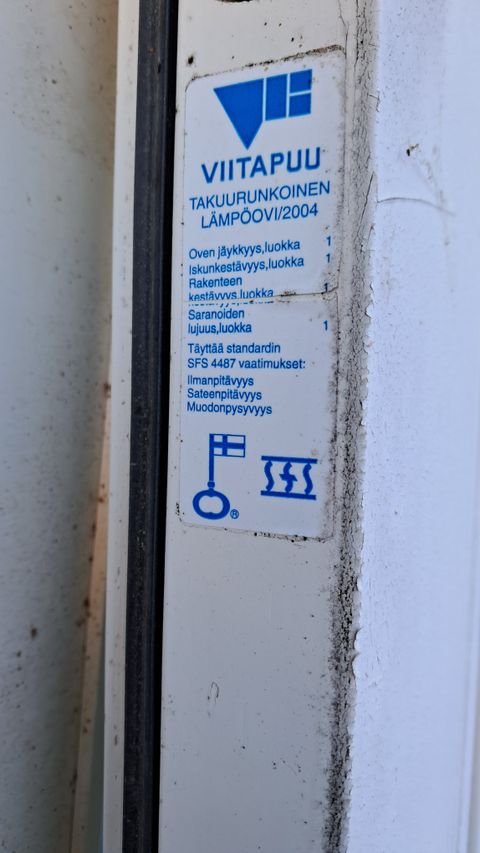 VIITAPUU
TAKUURUNKOINEN
LÄMPÖOVI/2004
Oven jäykkyys,luokka 1
Iskunkestävyys,luokka 1
Rakenteen
kestävyys,luokka 1
Saranoiden
lujuus,luokka 1
Täyttää standardin
SFS 4487 vaatimukset:
Ilmanpitävyys
Sateenpitävyys
Muodonpysyvyys
®
SFS